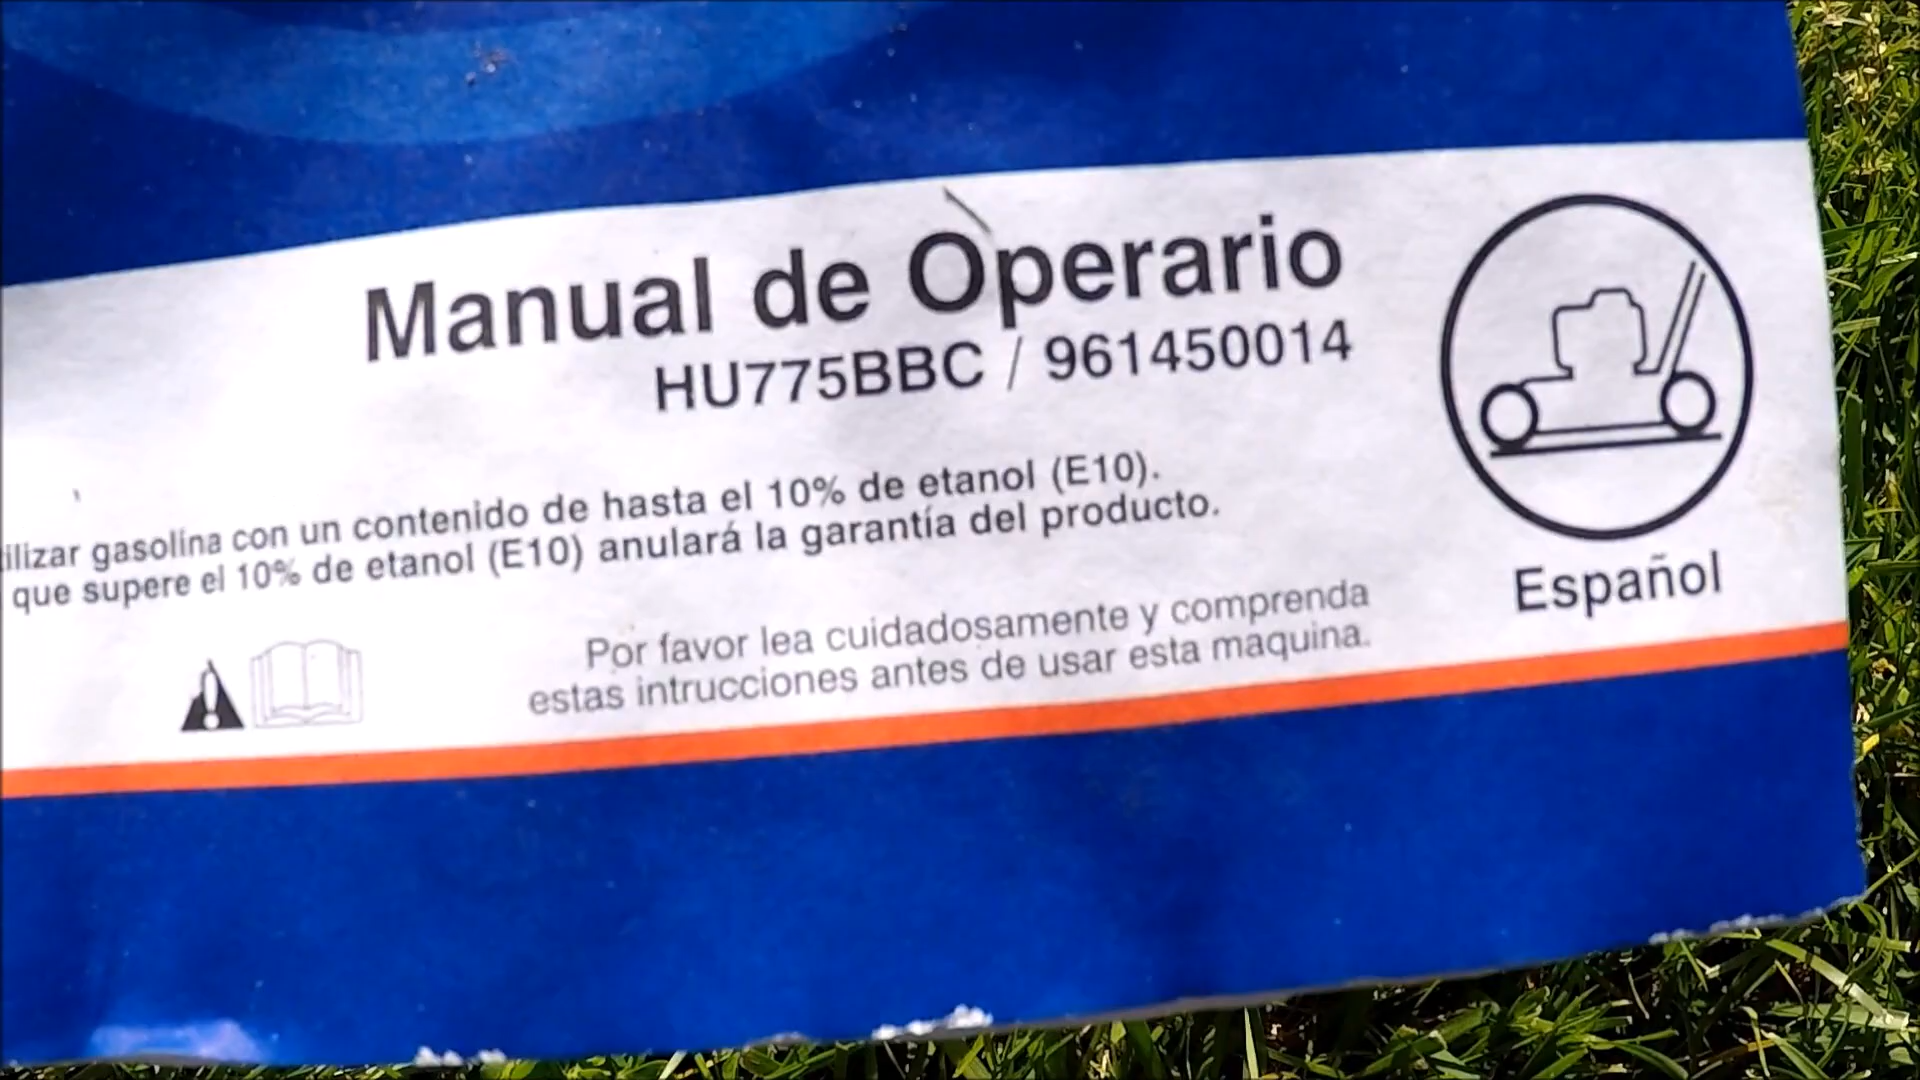 Manual de Operario
HU775BBC / 961450014
gasolina con un contenido de hasta el 10% de etanol (E10).
que supere el 10% de etanol (E10) anulará la garantía del producto.
Por favor lea cuidadosamente y comprenda
estas intrucciones antes de usar esta maquina.
Español